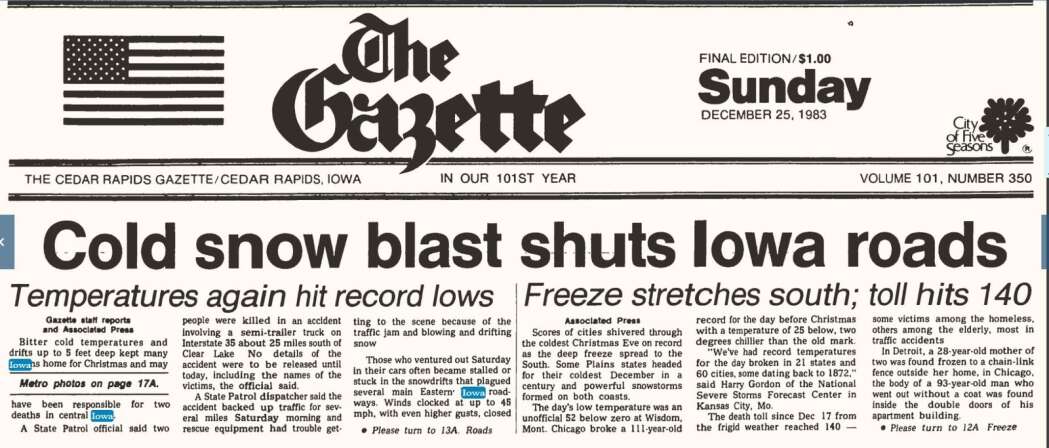 The
Gazette
FINAL EDITION/$1.00
Sunday
DECEMBER 25, 1983
City
of Five
Seasons
®
THE CEDAR RAPIDS GAZETTE/CEDAR RAPIDS, IOWA
IN OUR 101ST YEAR
VOLUME 101, NUMBER 350
Cold snow blast shuts Iowa roads
Temperatures again hit record lows
Gazette staff reports
and Associated Press
Bitter cold temperatures and
drifts up to 5 feet deep kept many
Iowans home for Christmas and may
Metro photos on page 17A.
have been responsible for two
deaths in central Iowa.
A State Patrol official said two
people were killed in an accident
involving a semi-trailer truck on
Interstate 35 about 25 miles south of
Clear Lake No details of the
accident were to be released until
today, including the names of the
victims, the official said.
A State Patrol dispatcher said the
accident backed up traffic for sev-
eral miles Saturday morning and
rescue equipment had trouble get-
ting to the scene because of the
traffic jam and blowing and drifting
snow
Those who ventured out Saturday
in their cars often became stalled or
stuck in the snowdrifts that plagued
several main Eastern Iowa road-
ways. Winds clocked at up to 45
mph, with even higher gusts, closed
• Please turn to 13A. Roads
Freeze stretches south; toll hits 140
Associated Press
Scores of cities shivered through
the coldest Christmas Eve on record
as the deep freeze spread to the
South. Some Plains states headed
for their coldest December in a
century and powerful snowstorms
formed on both coasts.
The day's low temperature was an
unofficial 52 below zero at Wisdom,
Mont. Chicago broke a 111-year-old
record for the day before Christmas
with a temperature of 25 below, two
degrees chillier than the old mark.
"We've had record temperatures
for the day broken in 21 states and
60 cities, some dating back to 1872,"
said Harry Gordon of the National
Severe Storms Forecast Center in
Kansas City, Mo.
The death toll since Dec 17 from
the frigid weather reached 140 —
some victims among the homeless,
others among the elderly, most in
traffic accidents
In Detroit, a 28-year-old mother of
two was found frozen to a chain-link
fence outside her home, in Chicago,
the body of a 93-year-old man who
went out without a coat was found
inside the double doors of his
apartment building.
• Please turn to 12A Freeze